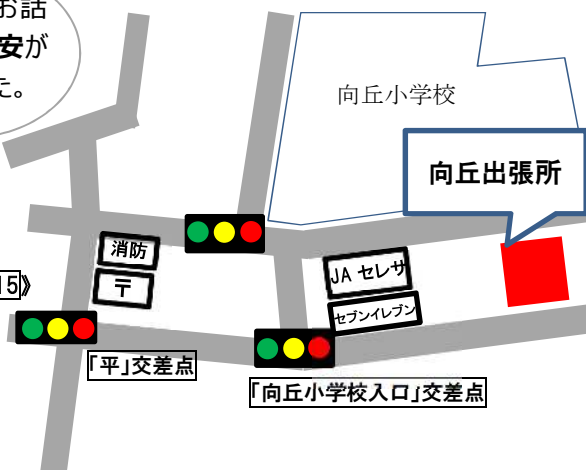 お話
安が
た。
向丘小学校
向丘出張所
消防
〒
JA セレサ
セブンイレブン
15》
「平」交差点
「向丘小学校入口」交差点